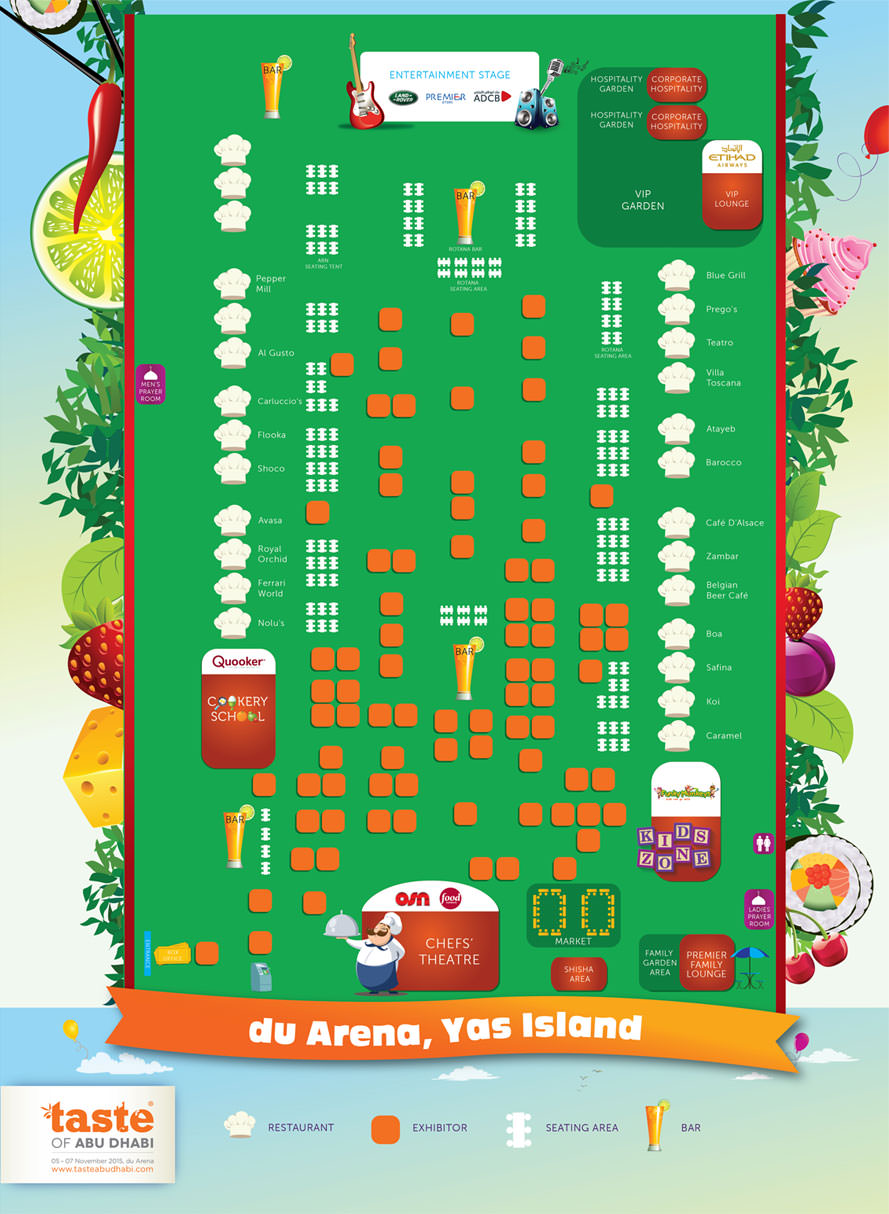 ENTERTAINMENT STAGE
LAND-ROVER
PREMIER
ADCB
BAR
HOSPITALITY
GARDEN
CORPORATE
HOSPITALITY
HOSPITALITY
GARDEN
CORPORATE
HOSPITALITY
الإتحاد
ETIHAD
AIRWAYS
VIP
LOUNGE
VIP
GARDEN
BAR
ROTANA BAR
ROTANA
SEATING AREA
SEATING TENT
Pepper
Mill
Al Gusto
Carluccio's
Flooka
Shoco
Avasa
Royal
Orchid
Ferrari
World
Nolu's
MEN'S
PRAYER
ROOM
ROTANA
SEATING AREA
Blue Grill
Prego's
Teatro
Villa
Toscana
Atayeb
Barocco
Café D'Alsace
Zambar
Belgian
Beer Café
Boa
Safina
Koi
Caramel
BAR
Quooker
COOKERY
SCHOOL
BAR
Funky Monkeys
KIDS
ZONE
LADIES
PRAYER
ROOM
ENTRANCE
BOX
OFFICE
OSN
food
CHEFS'
THEATRE
MARKET
SHISHA
AREA
FAMILY
GARDEN
AREA
PREMIER
FAMILY
LOUNGE
du Arena, Yas Island
RESTAURANT
EXHIBITOR
SEATING AREA
BAR
taste
OF ABU DHABI
05 - 07 November 2015, du Arena
www.tasteabudhabi.com